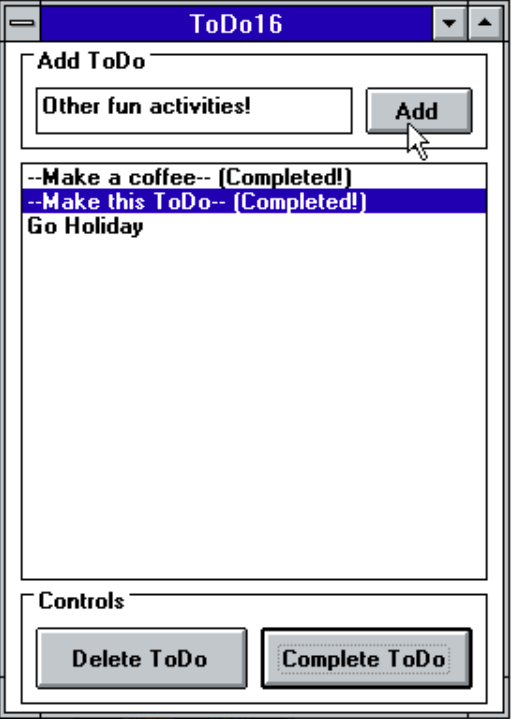 ToDo16
Add ToDo
Other fun activities!
Add
--Make a coffee-- (Completed!)
--Make this ToDo-- (Completed!)
Go Holiday
Controls
Delete ToDo
Complete ToDo